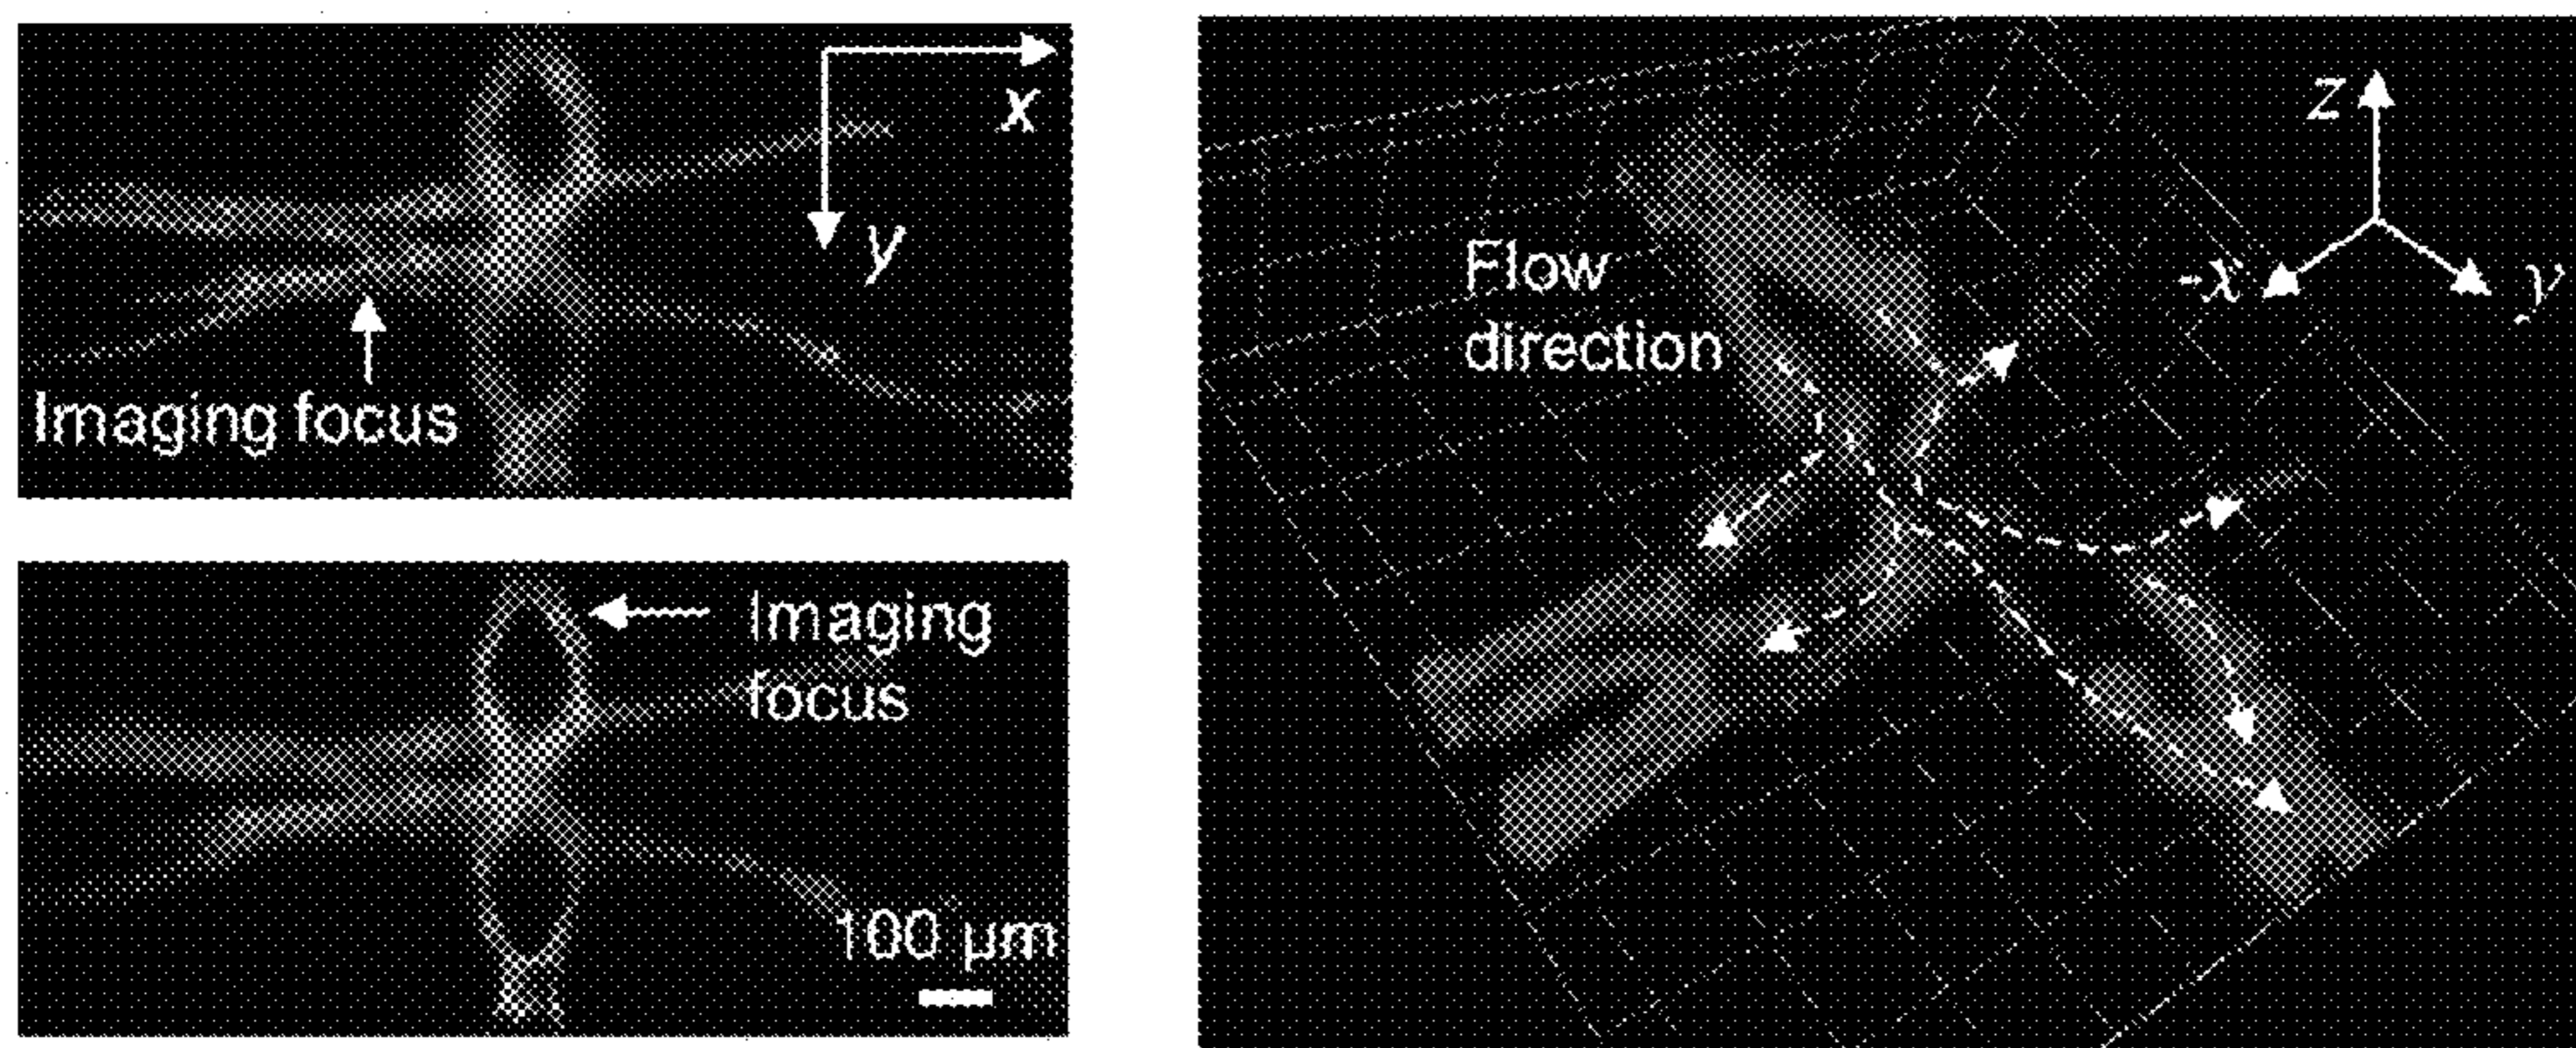 x
y
Imaging focus
Imaging
focus
100 µm
Flow
direction
z
-x
y